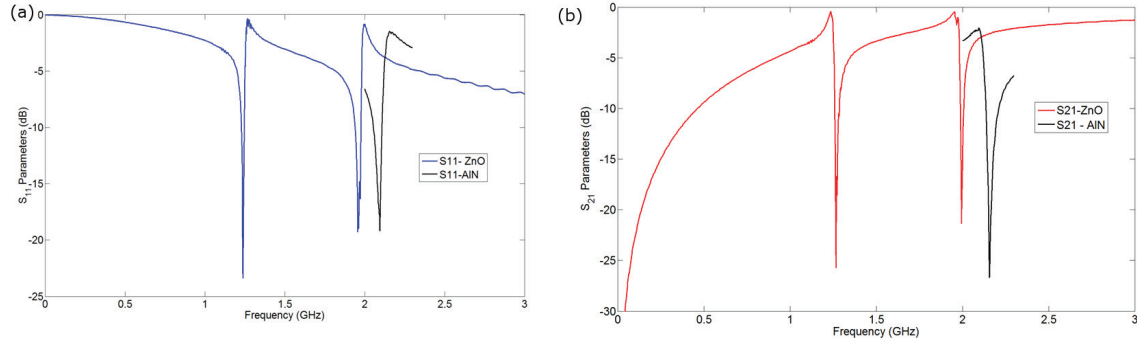 (a)
0
-5
-10
-15
-20
-25
S11 Parameters (dB)
0
0.5
1
1.5
2
2.5
3
Frequency (GHz)
S11- ZnO
S11-AlN
(b)
0
-5
-10
-15
-20
-25
-30
S21 Parameters (dB)
0
0.5
1
1.5
2
2.5
3
Frequency (GHz)
S21-ZnO
S21 - AlN